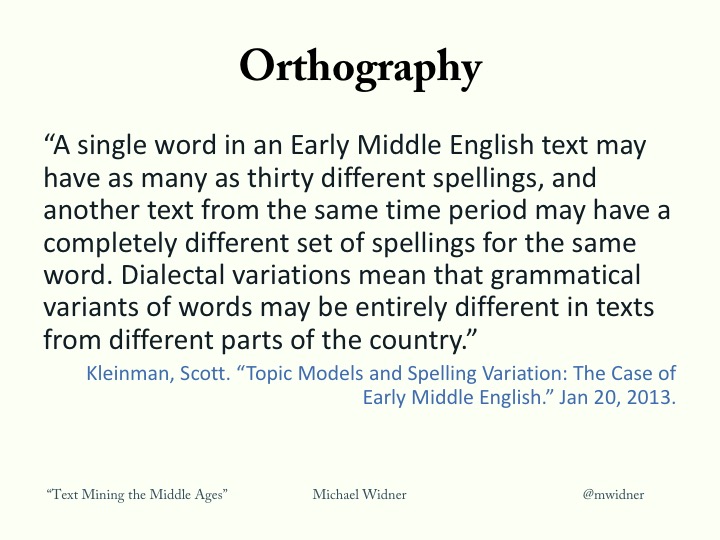 Orthography
“A single word in an Early Middle English text may
have as many as thirty different spellings, and
another text from the same time period may have a
completely different set of spellings for the same
word. Dialectal variations mean that grammatical
variants of words may be entirely different in texts
from different parts of the country.”
Kleinman, Scott. “Topic Models and Spelling Variation: The Case of
Early Middle English.” Jan 20, 2013.
“Text Mining the Middle Ages” Michael Widner @mwidner